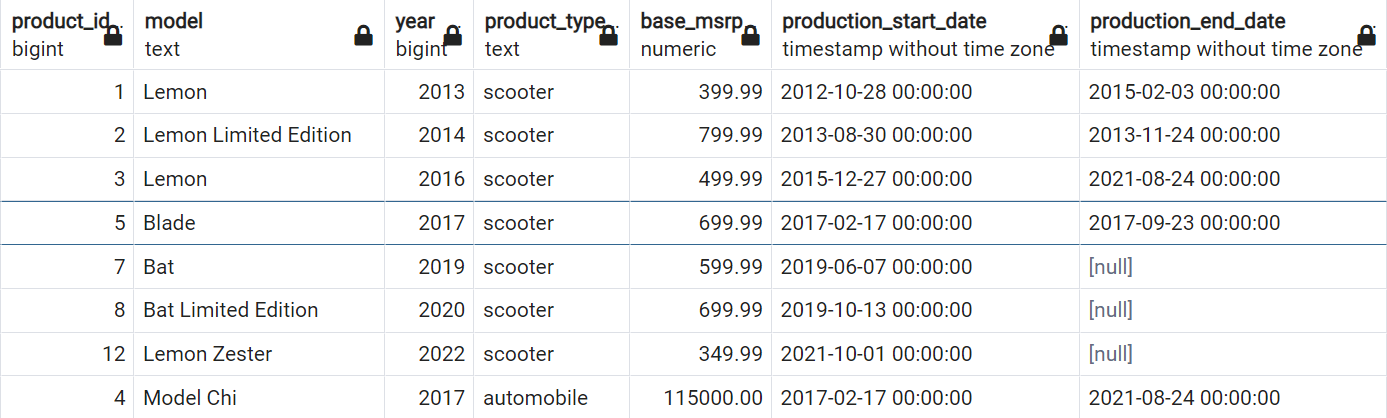 product_id model year product_type base_msrp production_start_date production_end_date
bigint text bigint text numeric timestamp without time zone timestamp without time zone
1 Lemon 2013 scooter 399.99 2012-10-28 00:00:00 2015-02-03 00:00:00
2 Lemon Limited Edition 2014 scooter 799.99 2013-08-30 00:00:00 2013-11-24 00:00:00
3 Lemon 2016 scooter 499.99 2015-12-27 00:00:00 2021-08-24 00:00:00
5 Blade 2017 scooter 699.99 2017-02-17 00:00:00 2017-09-23 00:00:00
7 Bat 2019 scooter 599.99 2019-06-07 00:00:00 [null]
8 Bat Limited Edition 2020 scooter 699.99 2019-10-13 00:00:00 [null]
12 Lemon Zester 2022 scooter 349.99 2021-10-01 00:00:00 [null]
4 Model Chi 2017 automobile 115000.00 2017-02-17 00:00:00 2021-08-24 00:00:00